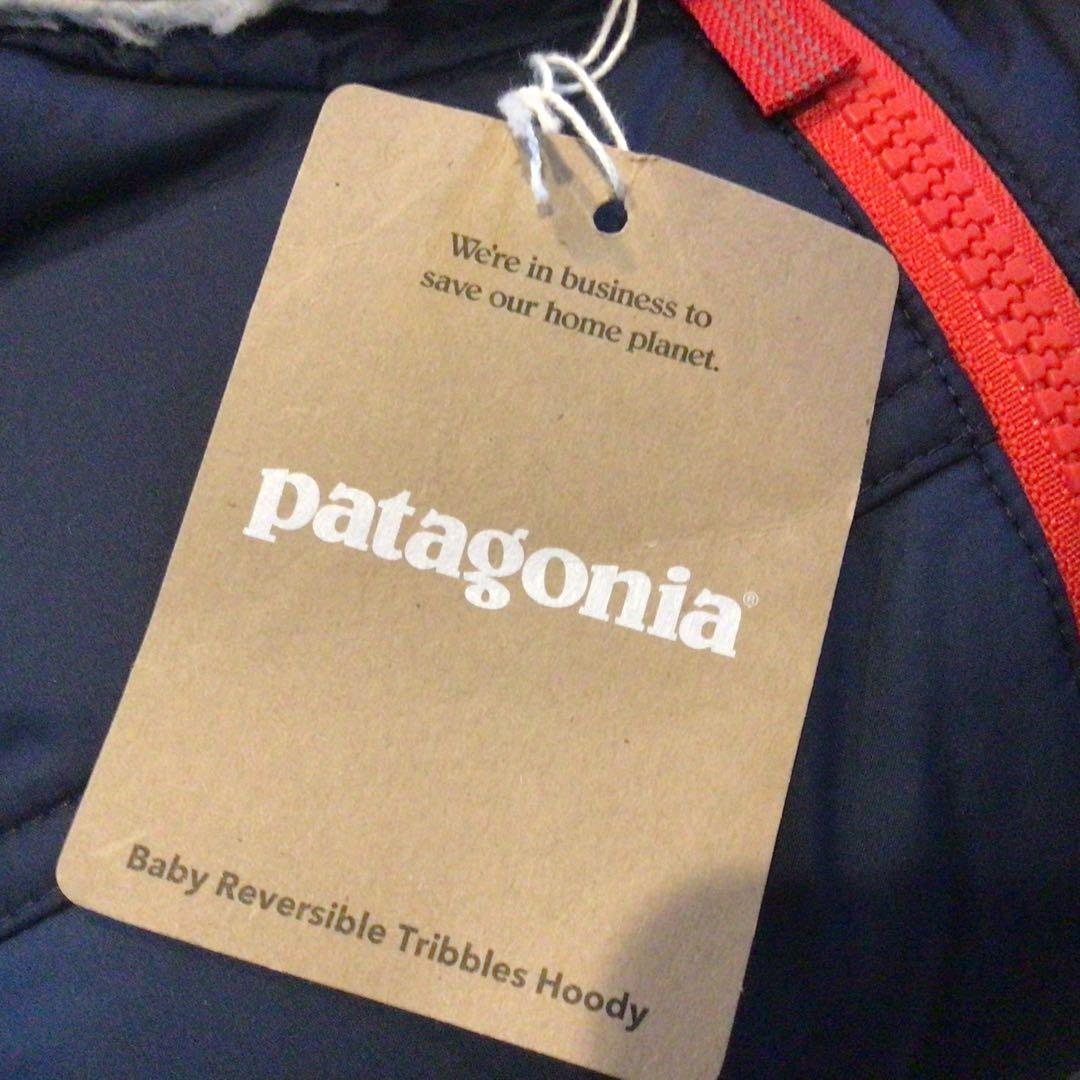 We're in business to
save our home planet.
patagonia®
Baby Reversible Tribbles Hoody